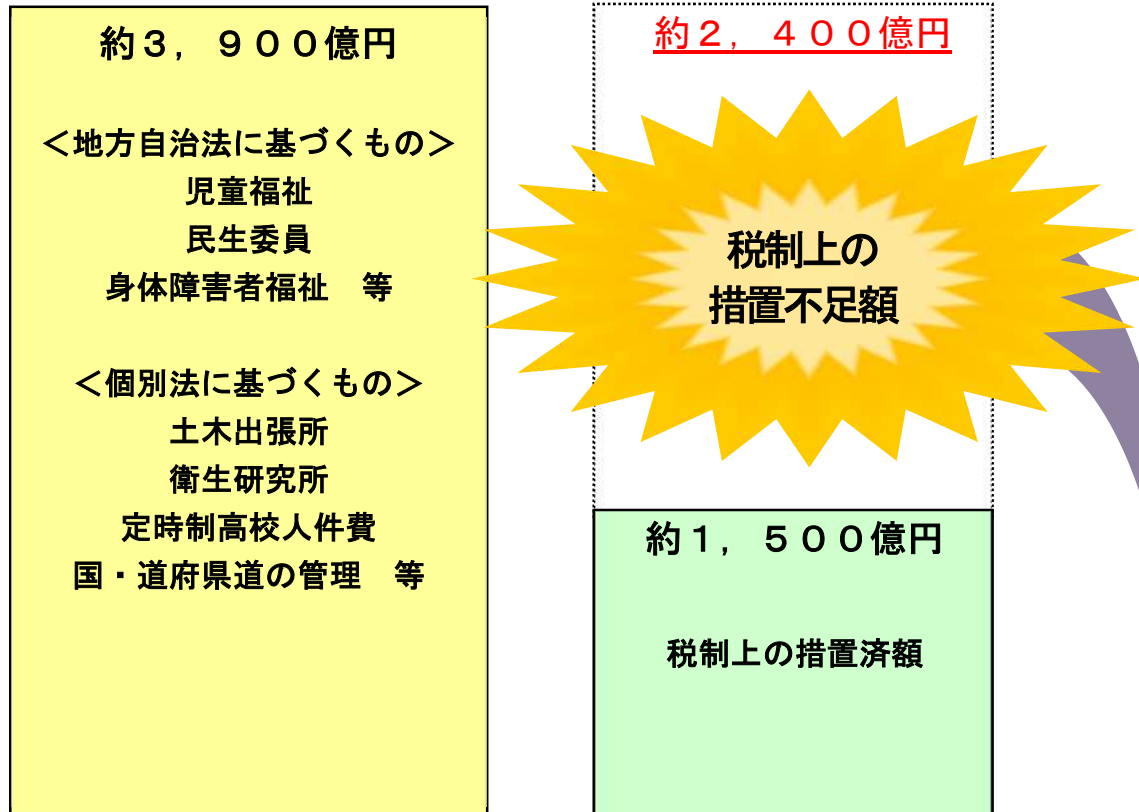 約３，９００億円
＜地方自治法に基づくもの＞
児童福祉
民生委員
身体障害者福祉　等
＜個別法に基づくもの＞
土木出張所
衛生研究所
定時制高校人件費
国・道府県道の管理　等
約２，４００億円
税制上の
措置不足額
約１，５００億円
税制上の措置済額